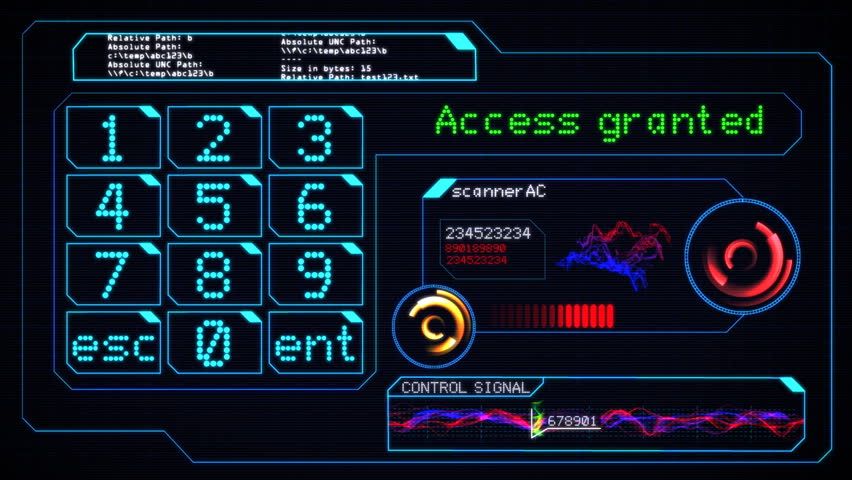 Relative Path: b
Absolute Path:
c:\temp\abc123\b
Absolute UNC Path:
\\f\c:\temp\abc123\b
Absolute UNC Path:
\\f\c:\temp\abc123\b
----
Size in bytes: 15
Relative Path: test123.txt
Access granted
1 2 3
4 5 6
7 8 9
esc 0 ent
scannerAC
234523234
890189890
234523234
CONTROL SIGNAL
678901